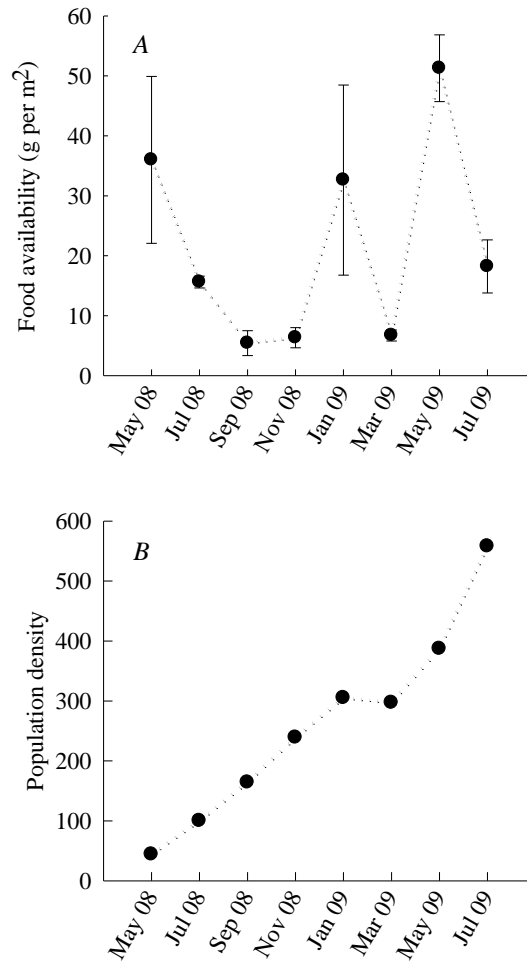 A
60
50
40
30
20
10
0
Food availability (g per m²)
May 08
Jul 08
Sep 08
Nov 08
Jan 09
Mar 09
May 09
Jul 09
B
600
500
400
300
200
100
0
Population density
May 08
Jul 08
Sep 08
Nov 08
Jan 09
Mar 09
May 09
Jul 09